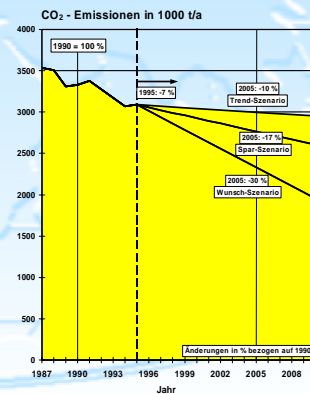 CO₂ - Emissionen in 1000 t/a
4000
3500
3000
2500
2000
1500
1000
500
0
1990 = 100 %
1995: -7 %
2005: -10 %
Trend-Szenario
2005: -17 %
Spar-Szenario
2005: -30 %
Wunsch-Szenario
Änderungen in % bezogen auf 1990
1987 1990 1993 1996 1999 2002 2005 2008
Jahr